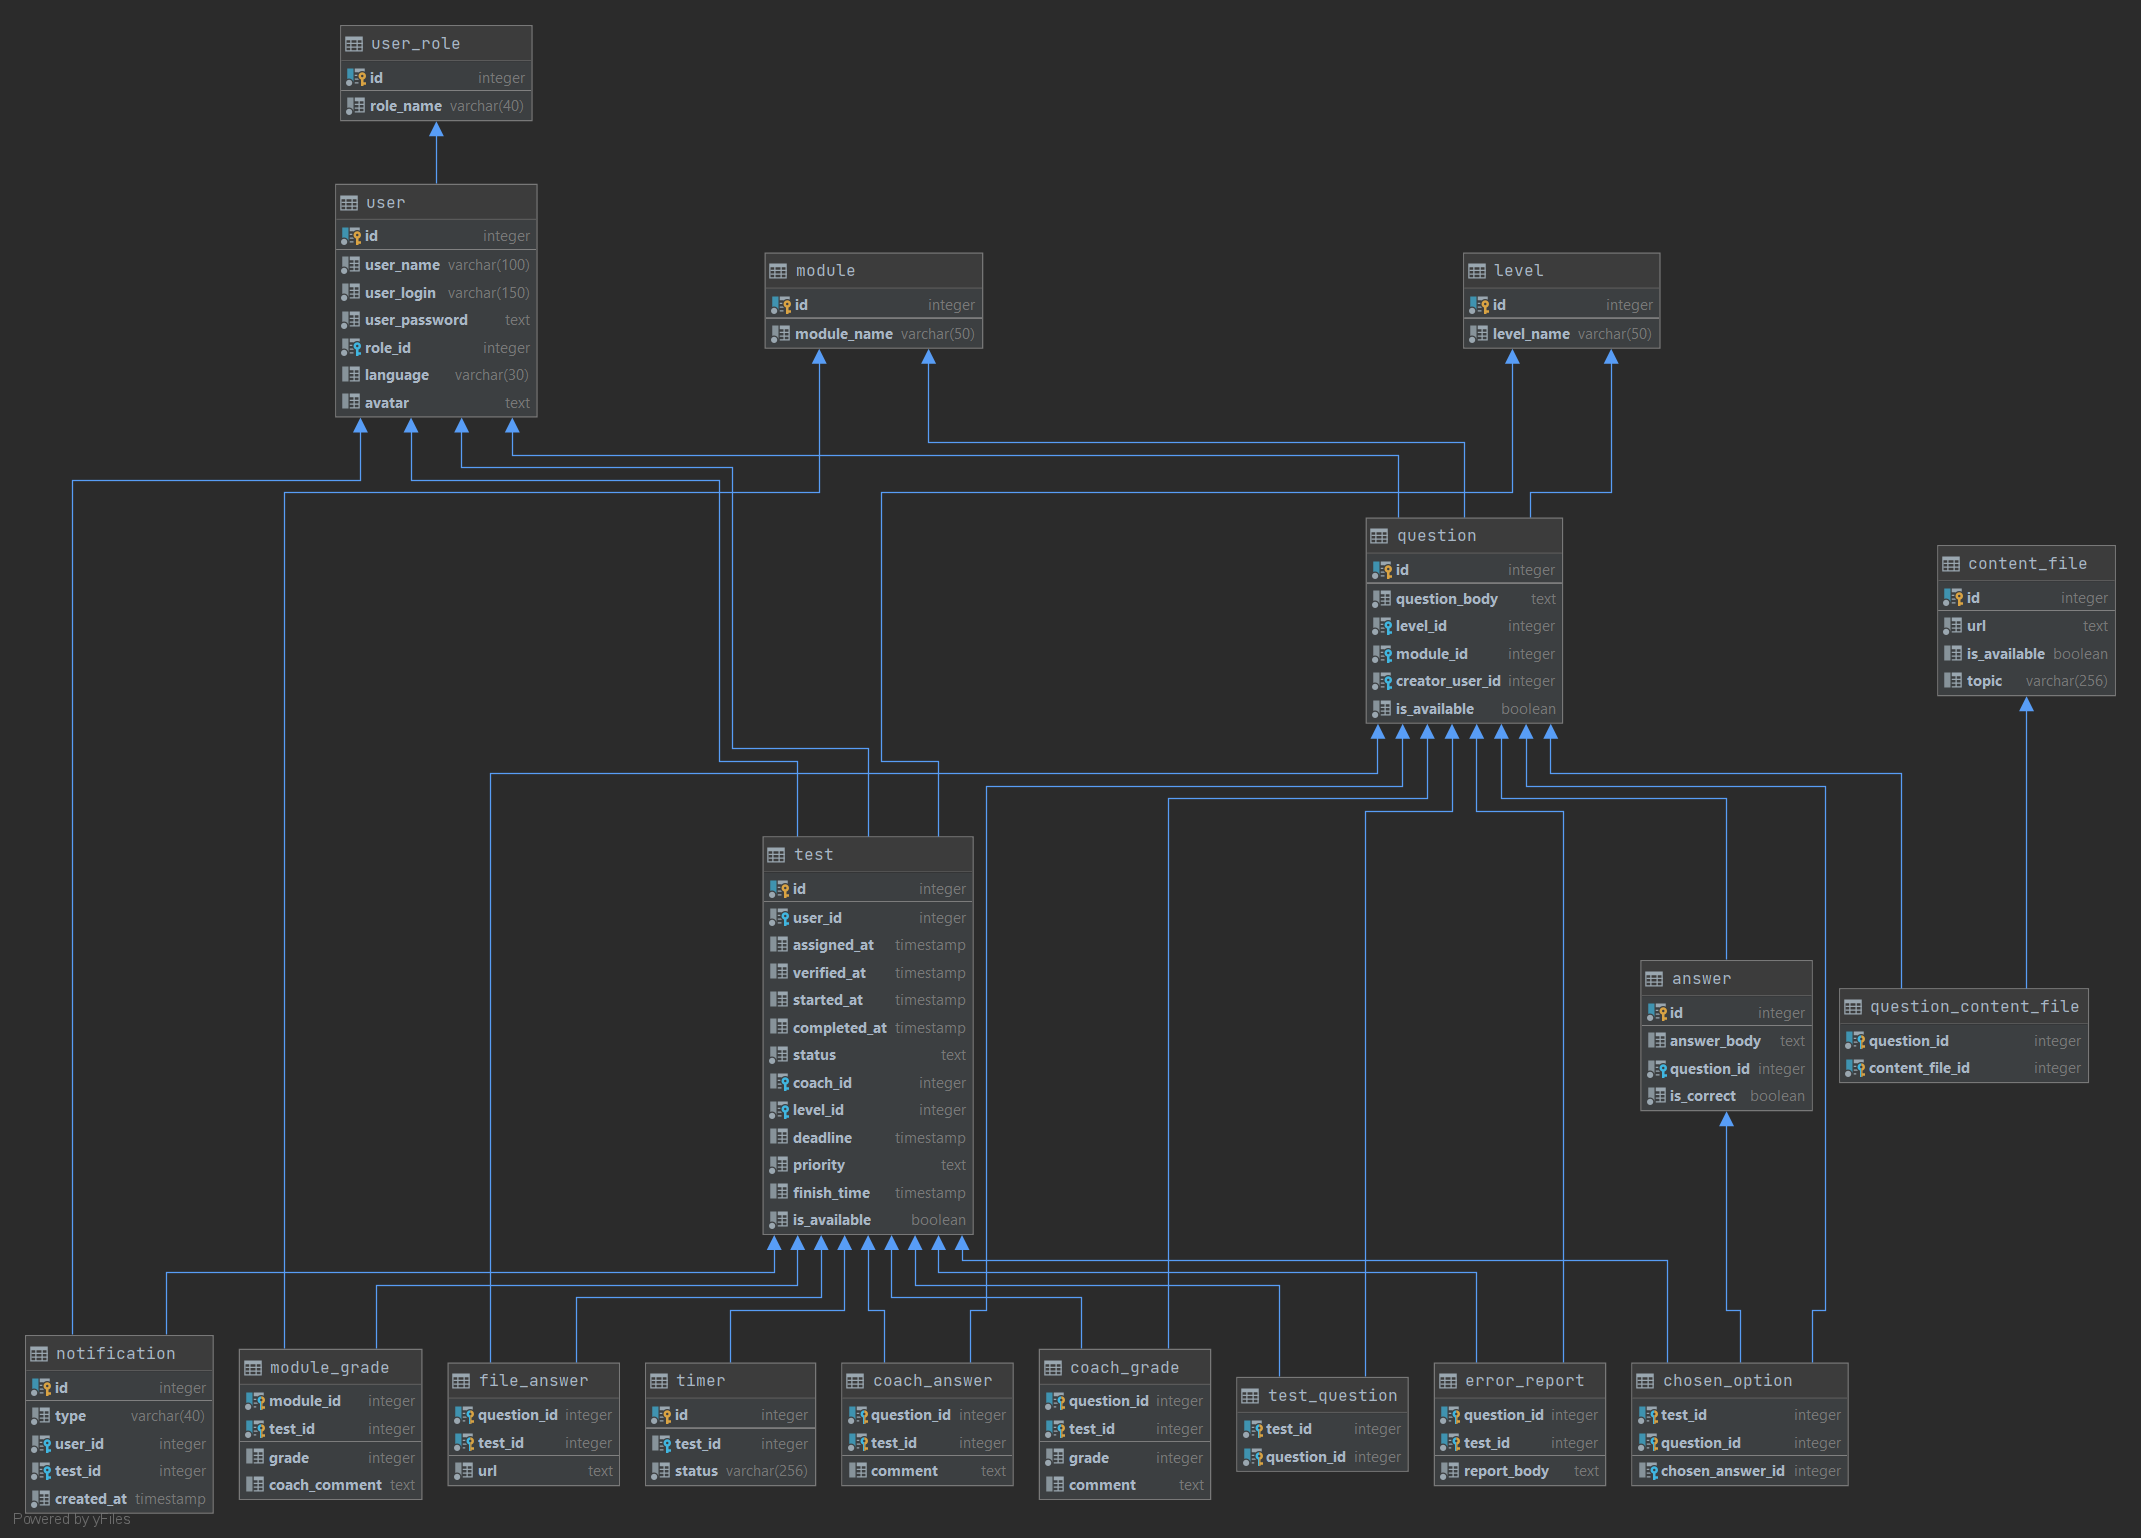 user_role
id integer
role_name varchar(40)
user
id integer
user_name varchar(100)
user_login varchar(150)
user_password text
role_id integer
language varchar(30)
avatar text
module
id integer
module_name varchar(50)
level
id integer
level_name varchar(50)
question
id integer
question_body text
level_id integer
module_id integer
creator_user_id integer
is_available boolean
content_file
id integer
url text
is_available boolean
topic varchar(256)
test
id integer
user_id integer
assigned_at timestamp
verified_at timestamp
started_at timestamp
completed_at timestamp
status text
coach_id integer
level_id integer
deadline timestamp
priority text
finish_time timestamp
is_available boolean
answer
id integer
answer_body text
question_id integer
is_correct boolean
question_content_file
question_id integer
content_file_id integer
notification
id integer
type varchar(40)
user_id integer
test_id integer
created_at timestamp
module_grade
module_id integer
test_id integer
grade integer
coach_comment text
file_answer
question_id integer
test_id integer
url text
timer
id integer
test_id integer
status varchar(256)
coach_answer
question_id integer
test_id integer
comment text
coach_grade
question_id integer
test_id integer
grade integer
comment text
test_question
test_id integer
question_id integer
error_report
question_id integer
test_id integer
report_body text
chosen_option
test_id integer
question_id integer
chosen_answer_id integer
Powered by yFiles